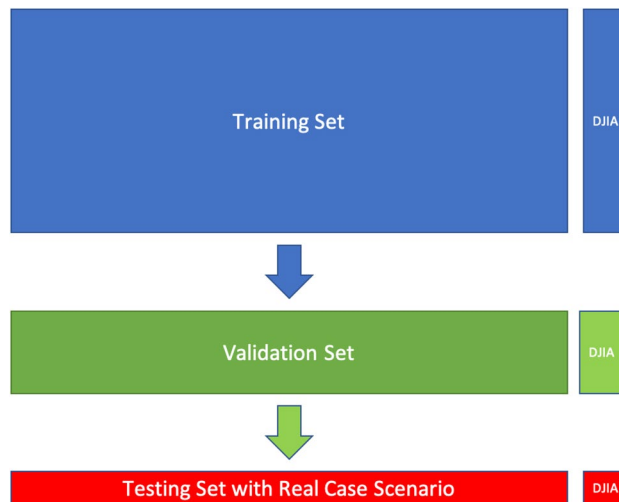 Training Set
DJIA
Validation Set
DJIA
Testing Set with Real Case Scenario
DJIA